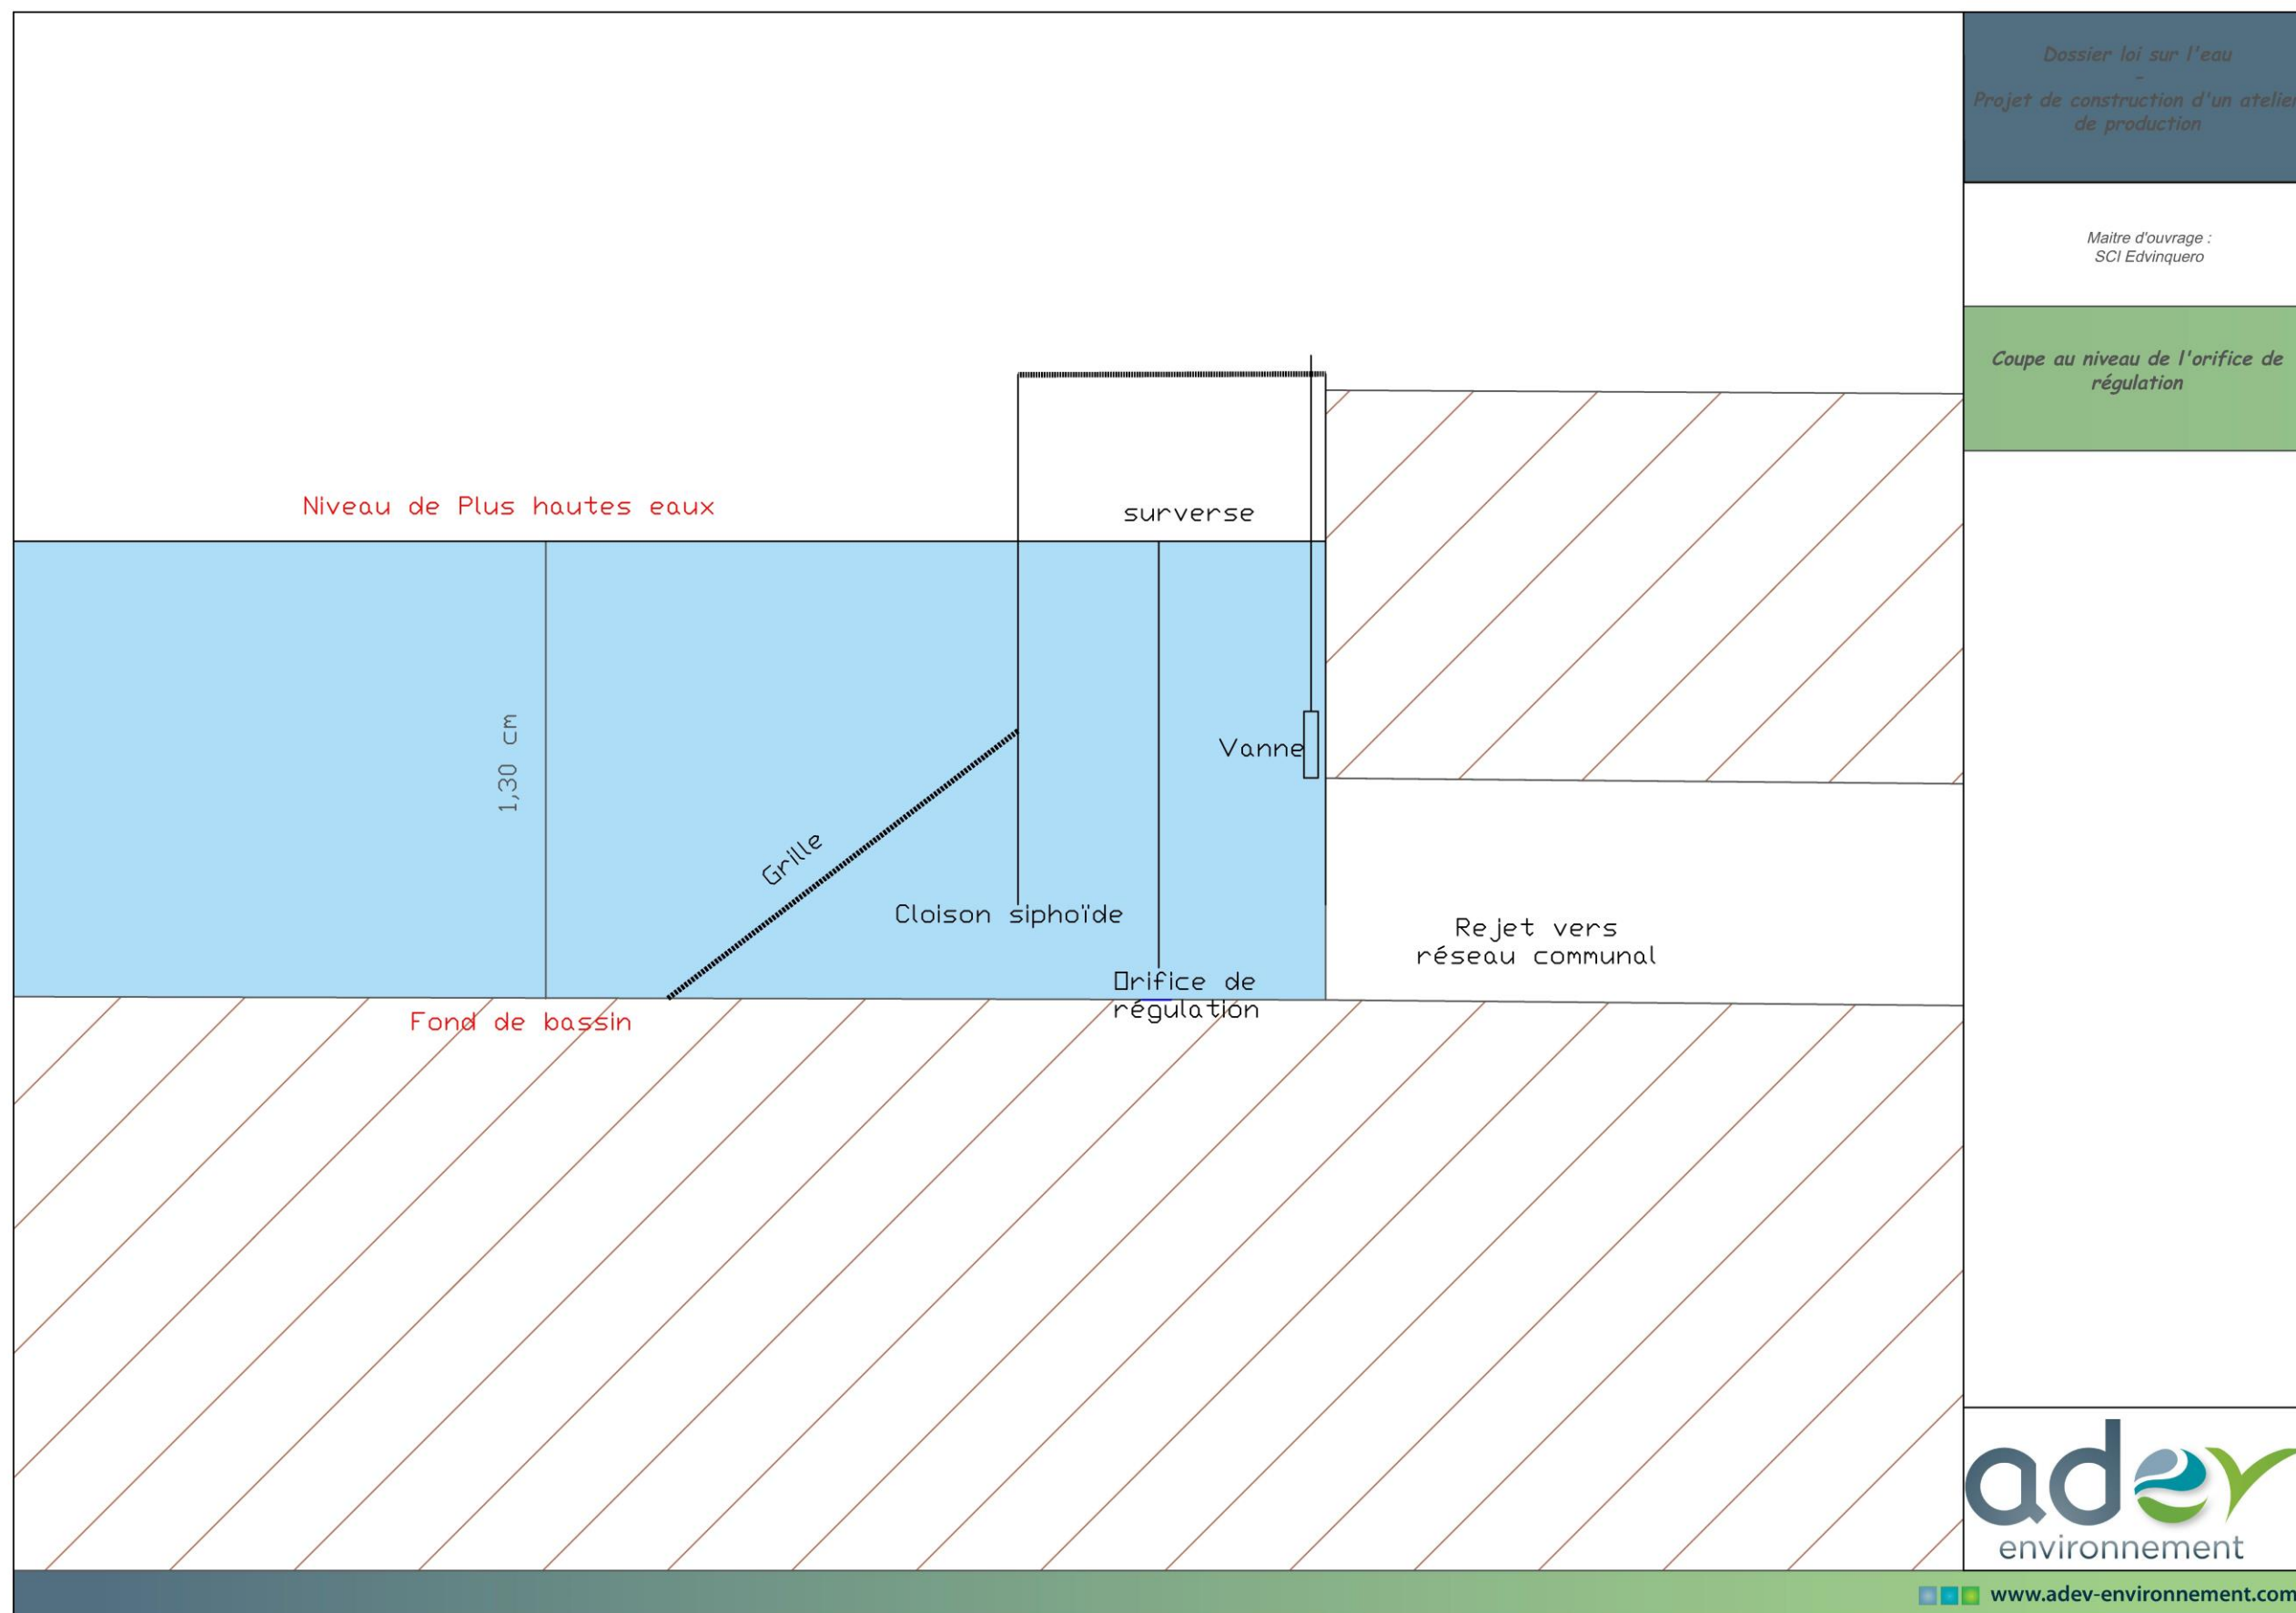 Dossier loi sur l'eau
-
Projet de construction d'un atelier
de production
Maitre d'ouvrage :
SCI Edvinquero
Coupe au niveau de l'orifice de
régulation
Niveau de Plus hautes eaux
surverse
1,30 cm
Vanne
Grille
Cloison siphoïde
Rejet vers
réseau communal
Orifice de
régulation
Fond de bassin
adev
environnement
www.adev-environnement.com